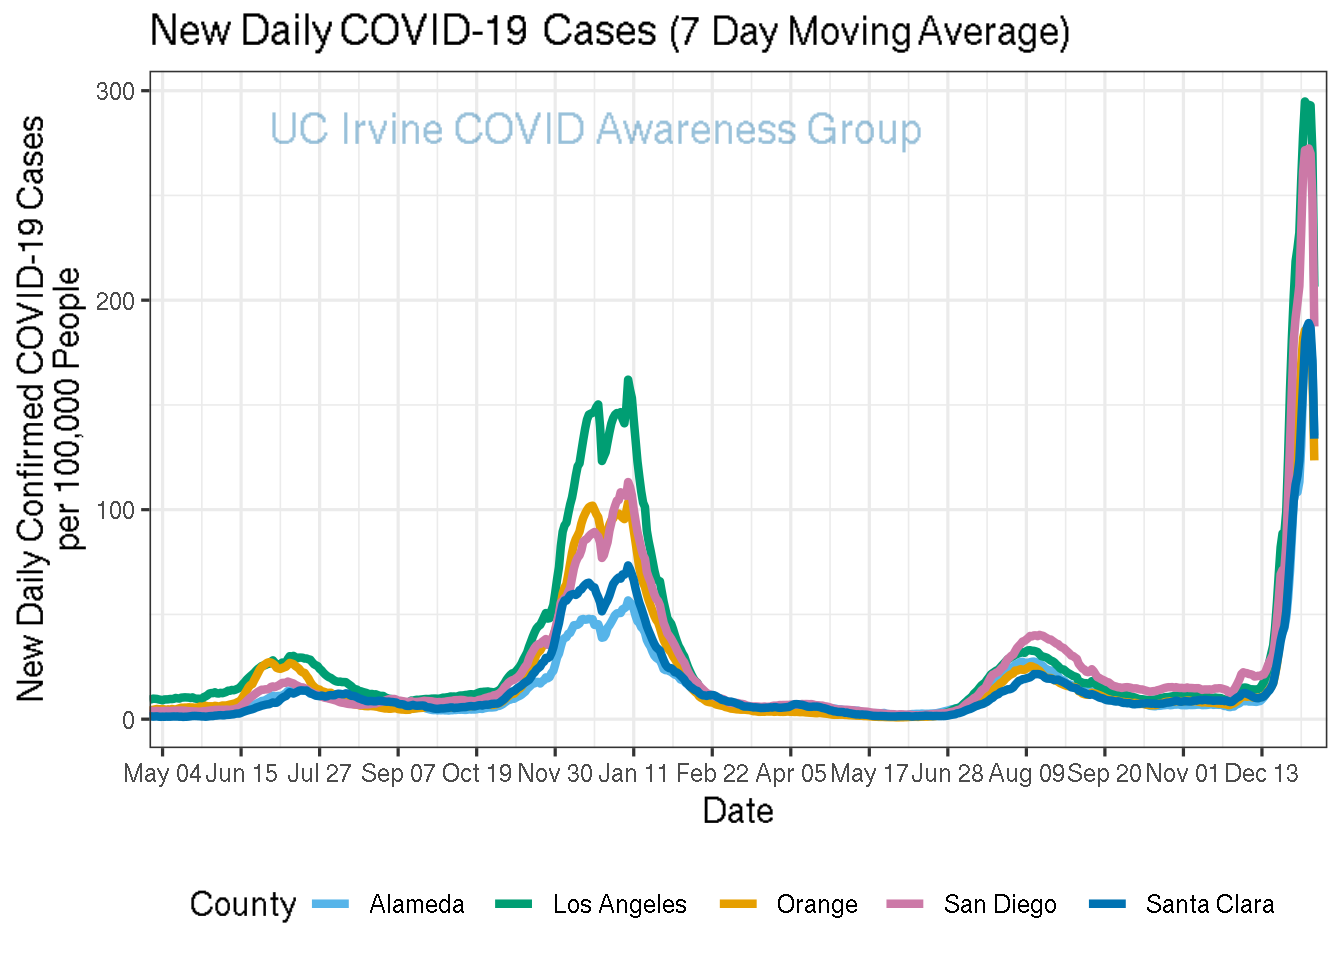 New Daily COVID-19 Cases (7 Day Moving Average)
UC Irvine COVID Awareness Group
New Daily Confirmed COVID-19 Cases
per 100,000 People
300
200
100
0
May 04 Jun 15 Jul 27 Sep 07 Oct 19 Nov 30 Jan 11 Feb 22 Apr 05 May 17 Jun 28 Aug 09 Sep 20 Nov 01 Dec 13
Date
County Alameda Los Angeles Orange San Diego Santa Clara